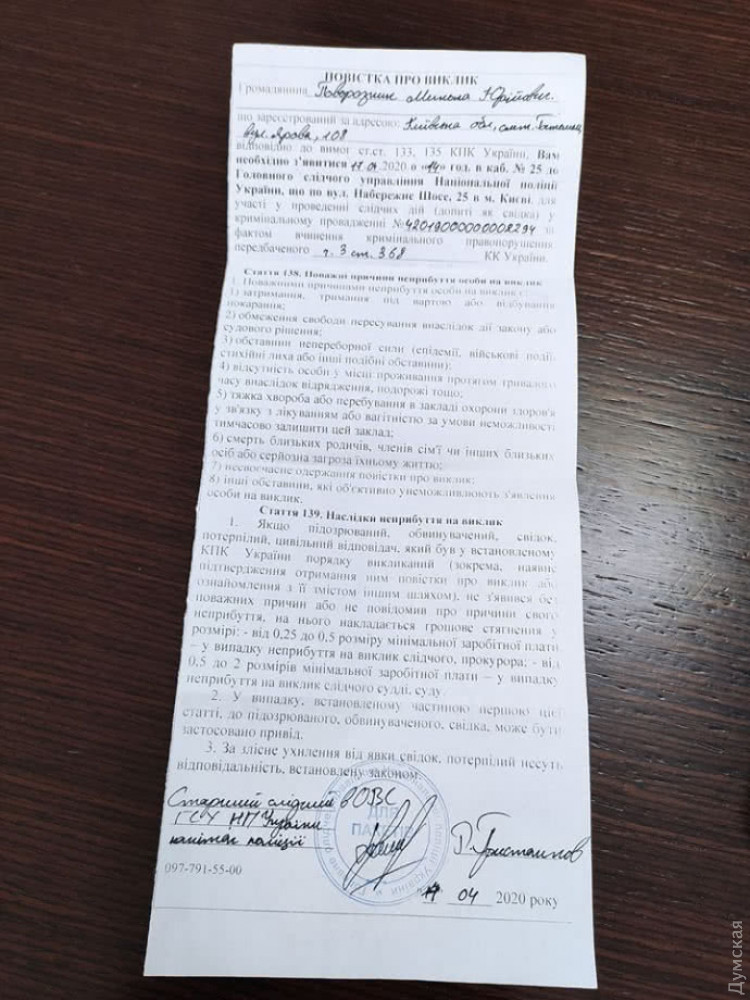 ПОВІСТКА ПРО ВИКЛИК
Громадянина Поворозник Микола Юрійович.
що зареєстрований за адресою: Київська обл, смт.
вул. Ярова, 108
відповідно до вимог ст.ст. 133, 135 КПК України, Вам
необхідно з'явитися 17.04 2020 о «14» год. в каб. № 25 до
Головного слідчого управління Національної поліції
України, що по вул. Набережне Шосе, 25 в м. Києві, для
участі у проведенні слідчих дій (допиті як свідка) у
кримінальному провадженні №42019000000002294 за
фактом вчинення кримінального правопорушення
передбаченого ч. 3 ст. 368 КК України.
Стаття 138. Поважні причини неприбуття особи на виклик
1. Поважними причинами неприбуття особи на виклик є:
1) затримання, тримання під вартою або відбування
покарання;
2) обмеження свободи пересування внаслідок дії закону або
судового рішення;
3) обставини непереборної сили (епідемії, військові події,
стихійні лиха або інші подібні обставини);
4) відсутність особи у місці проживання протягом тривалого
часу внаслідок відрядження, подорожі тощо;
5) тяжка хвороба або перебування в закладі охорони здоров'я
у зв'язку з лікуванням або вагітністю за умови неможливості
тимчасово залишити цей заклад;
6) смерть близьких родичів, членів сім'ї чи інших близьких
осіб або серйозна загроза їхньому життю;
7) несвоєчасне одержання повістки про виклик;
8) інші обставини, які об'єктивно унеможливлюють з'явлення
особи на виклик.
Стаття 139. Наслідки неприбуття на виклик
1. Якщо підозрюваний, обвинувачений, свідок,
потерпілий, цивільний відповідач, який був у встановленому
КПК України порядку викликаний (зокрема, наявне
підтвердження отримання ним повістки про виклик або
ознайомлення з її змістом іншим шляхом), не з'явився без
поважних причин або не повідомив про причини свого
неприбуття, на нього накладається грошове стягнення у
розмірі: - від 0,25 до 0,5 розміру мінімальної заробітної плати
– у випадку неприбуття на виклик слідчого, прокурора; - від
0,5 до 2 розмірів мінімальної заробітної плати – у випадку
неприбуття на виклик слідчого судді, суду.
2. У випадку, встановленому частиною першою цієї
статті, до підозрюваного, обвинуваченого, свідка, може бути
застосовано привід.
3. За злісне ухилення від явки свідок, потерпілий несуть
відповідальність, встановлену законом.
Старший слідчий в ОВС
ГСУ НП України
капітан поліції
ДЛЯ
ПАКЕТІВ
097-791-55-00
17 04 2020 року
Думская